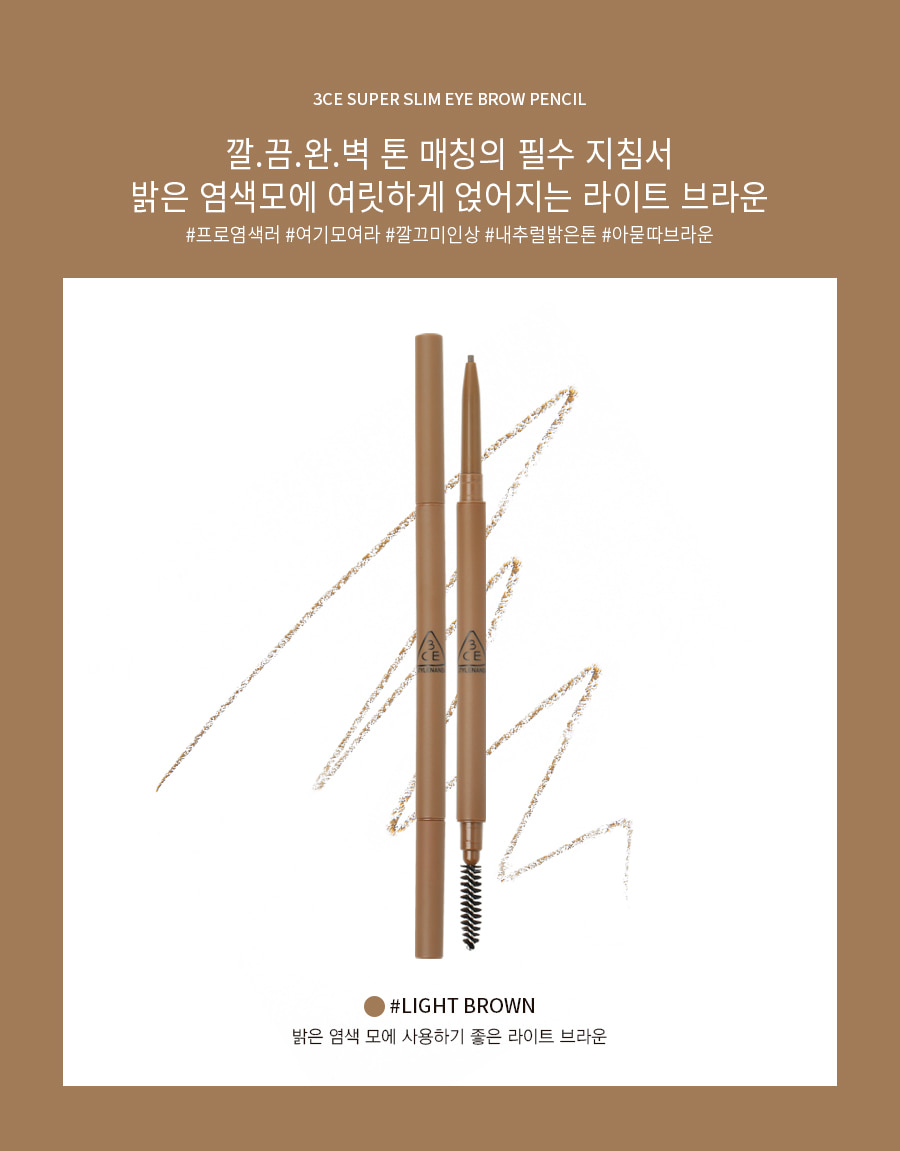 3CE SUPER SLIM EYE BROW PENCIL
깔.끔.완.벽 톤 매칭의 필수 지침서
밝은 염색모에 여릿하게 얹어지는 라이트 브라운
#프로염색러 #여기모여라 #깔끄미인상 #내추럴밝은톤 #아묻따브라운
3
CE
3
CE
#LIGHT BROWN
밝은 염색 모에 사용하기 좋은 라이트 브라운